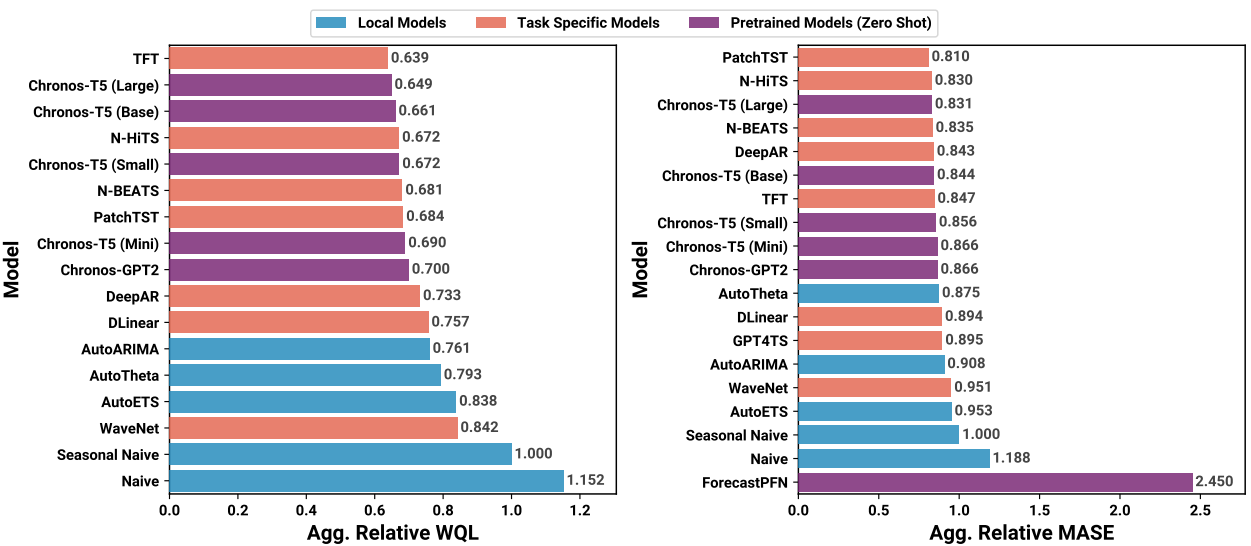 Local Models Task Specific Models Pretrained Models (Zero Shot)
Model
TFT 0.639
Chronos-T5 (Large) 0.649
Chronos-T5 (Base) 0.661
N-HiTS 0.672
Chronos-T5 (Small) 0.672
N-BEATS 0.681
PatchTST 0.684
Chronos-T5 (Mini) 0.690
Chronos-GPT2 0.700
DeepAR 0.733
DLinear 0.757
AutoARIMA 0.761
AutoTheta 0.793
AutoETS 0.838
WaveNet 0.842
Seasonal Naive 1.000
Naive 1.152
0.0 0.2 0.4 0.6 0.8 1.0 1.2
Agg. Relative WQL
Model
PatchTST 0.810
N-HiTS 0.830
Chronos-T5 (Large) 0.831
N-BEATS 0.835
DeepAR 0.843
Chronos-T5 (Base) 0.844
TFT 0.847
Chronos-T5 (Small) 0.856
Chronos-T5 (Mini) 0.866
Chronos-GPT2 0.866
AutoTheta 0.875
DLinear 0.894
GPT4TS 0.895
AutoARIMA 0.908
WaveNet 0.951
AutoETS 0.953
Seasonal Naive 1.000
Naive 1.188
ForecastPFN 2.450
0.0 0.5 1.0 1.5 2.0 2.5
Agg. Relative MASE